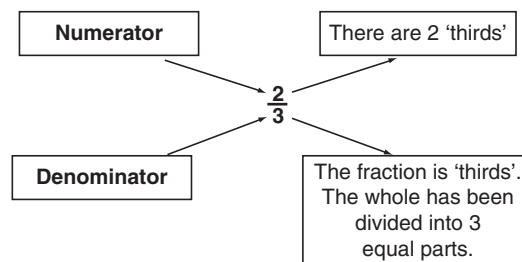 Numerator
There are 2 ‘thirds’
2
3
Denominator
The fraction is ‘thirds’.
The whole has been
divided into 3
equal parts.